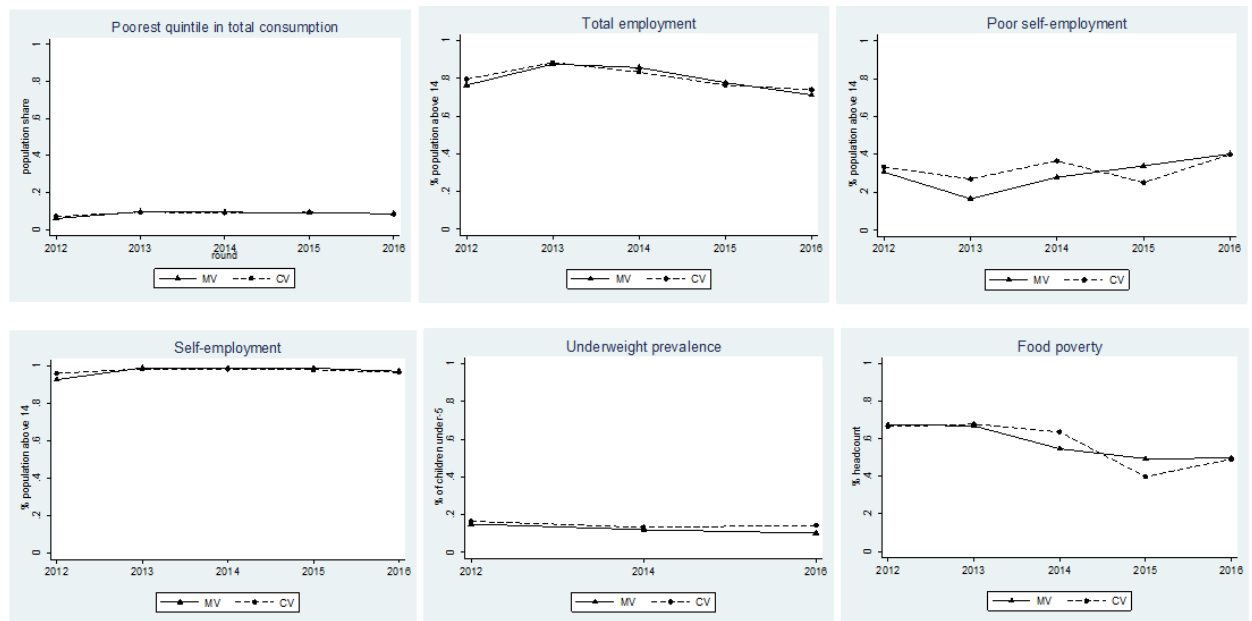 Poorest quintile in total consumption
population share
0 .2 .4 .6 .8 1
2012 2013 2014 2015 2016
round
MV CV
Total employment
% population above 14
0 .2 .4 .6 .8 1
2012 2013 2014 2015 2016
MV CV
Poor self-employment
% population above 14
0 .2 .4 .6 .8 1
2012 2013 2014 2015 2016
MV CV
Self-employment
% population above 14
0 .2 .4 .6 .8 1
2012 2013 2014 2015 2016
MV CV
Underweight prevalence
% of children under-5
0 .2 .4 .6 .8 1
2012 2014 2016
MV CV
Food poverty
% headcount
0 .2 .4 .6 .8 1
2012 2013 2014 2015 2016
MV CV